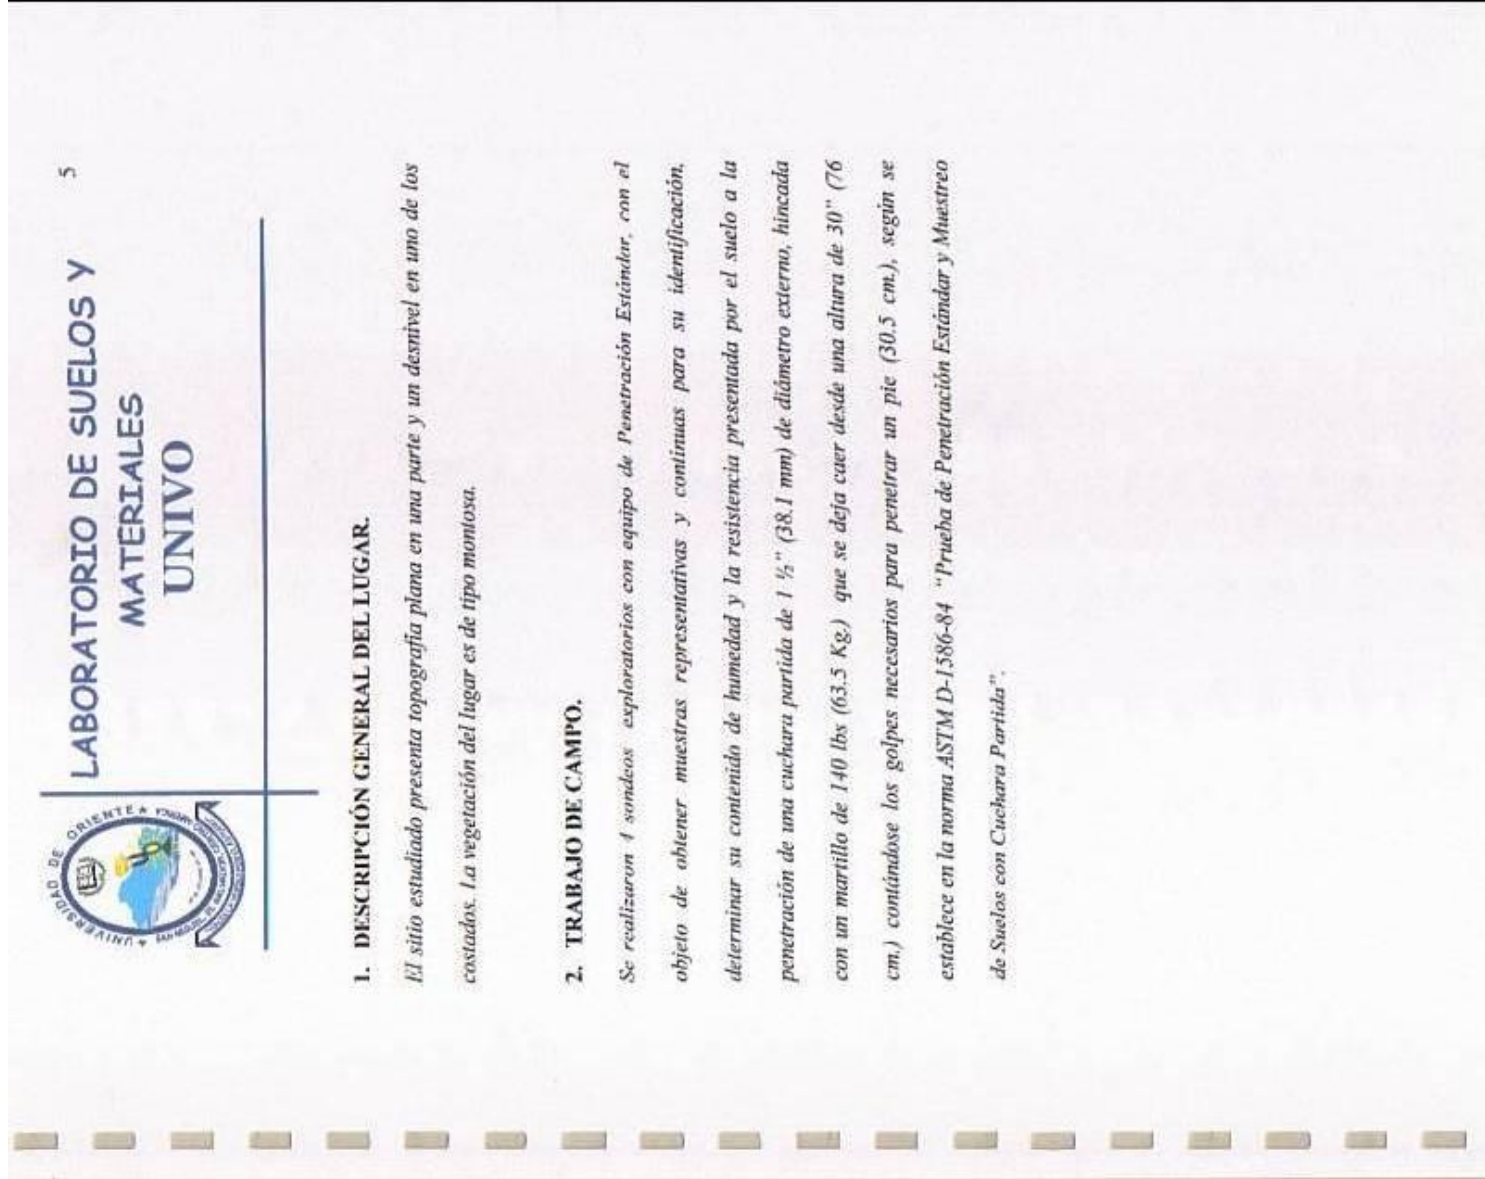 LABORATORIO DE SUELOS Y
MATERIALES
UNIVO
5
UNIVERSIDAD DE ORIENTE
1. DESCRIPCIÓN GENERAL DEL LUGAR.
El sitio estudiado presenta topografía plana en una parte y un desnivel en uno de los
costados. La vegetación del lugar es de tipo montosa.
2. TRABAJO DE CAMPO.
Se realizaron 4 sondeos exploratorios con equipo de Penetración Estándar, con el
objeto de obtener muestras representativas y continuas para su identificación,
determinar su contenido de humedad y la resistencia presentada por el suelo a la
penetración de una cuchara partida de 1 ½" (38.1 mm) de diámetro externo, hincada
con un martillo de 140 lbs (63.5 Kg.) que se deja caer desde una altura de 30" (76
cm.) contándose los golpes necesarios para penetrar un pie (30.5 cm.), según se
establece en la norma ASTM D-1586-84 "Prueba de Penetración Estándar y Muestreo
de Suelos con Cuchara Partida".